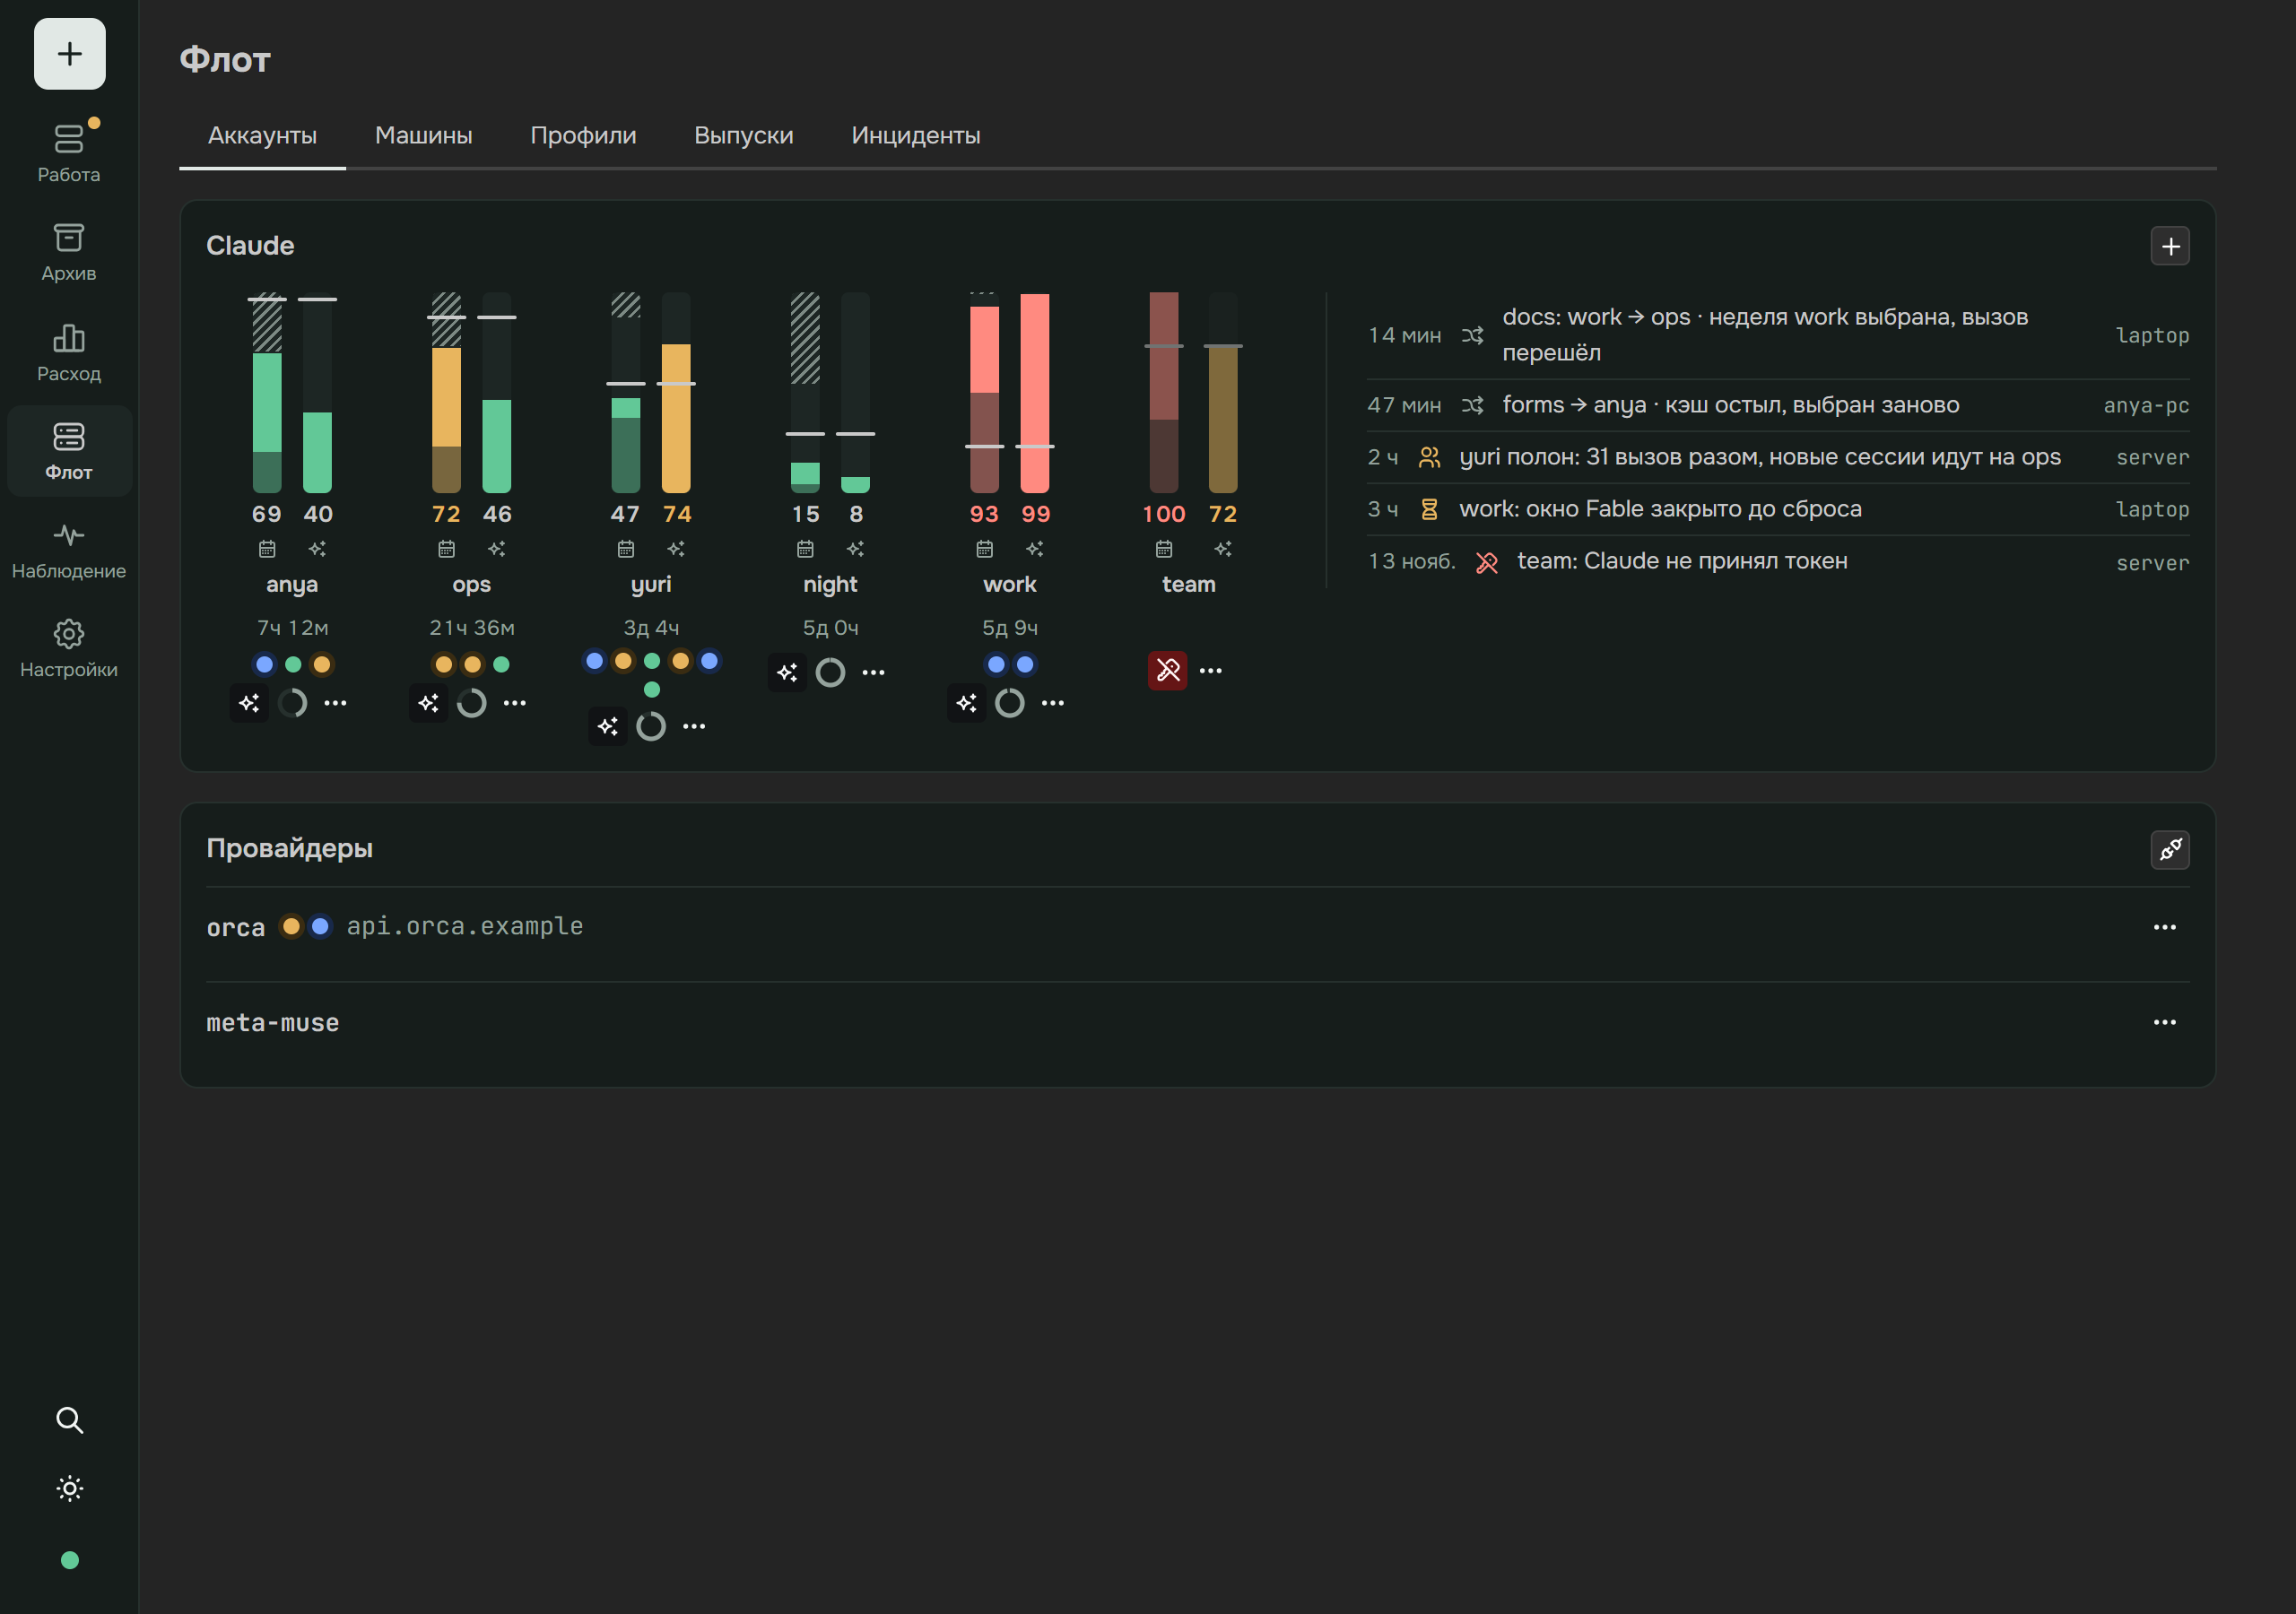 Флот
Работа
Архив
Расход
Флот
Наблюдение
Настройки
Аккаунты Машины Профили Выпуски Инциденты
Claude
69 40 72 46 47 74 15 8 93 99 100 72
anya ops yuri night work team
7ч 12м 21ч 36м 3д 4ч 5д 0ч 5д 9ч
14 мин docs: work → ops · неделя work выбрана, вызов перешёл laptop
47 мин forms → anya · кэш остыл, выбран заново anya-pc
2 ч yuri полон: 31 вызов разом, новые сессии идут на ops server
3 ч work: окно Fable закрыто до сброса laptop
13 нояб. team: Claude не принял токен server
Провайдеры
orca api.orca.example
meta-muse